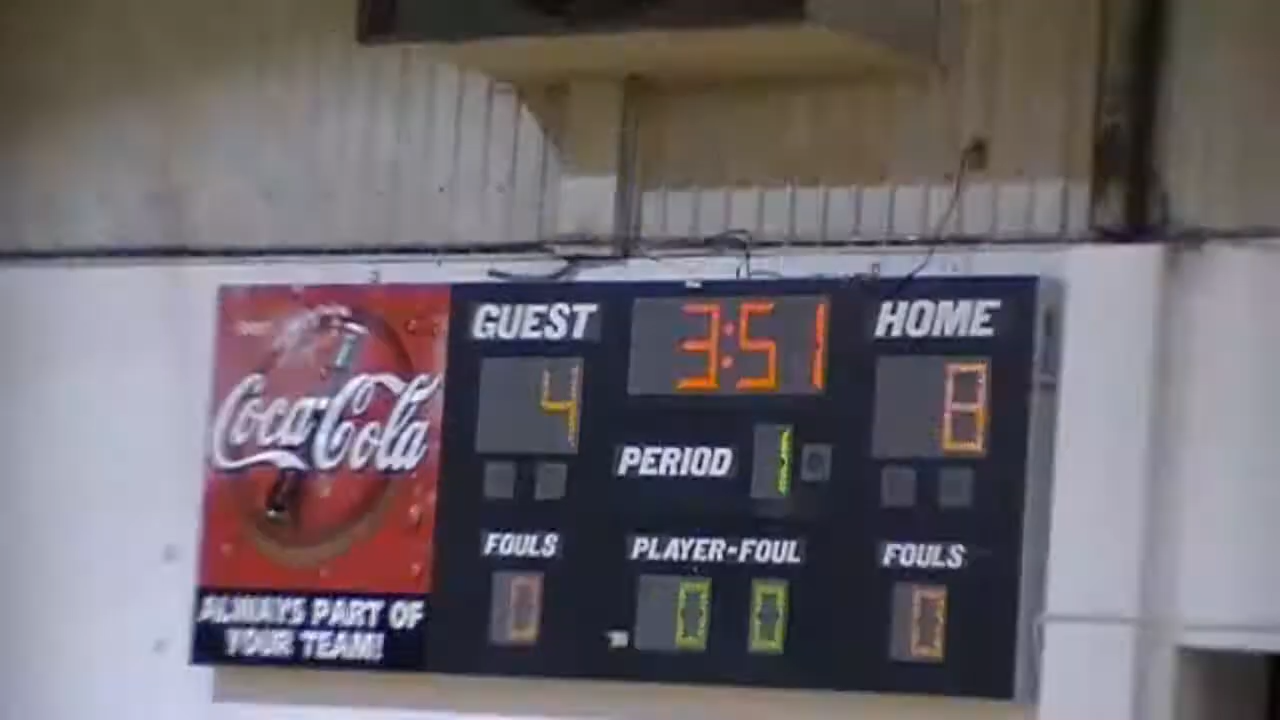 GUEST
3:51
HOME
4
8
Coca-Cola
PERIOD
1
FOULS
PLAYER-FOUL
FOULS
0
0
0
0
ALWAYS PART OF
YOUR TEAM!